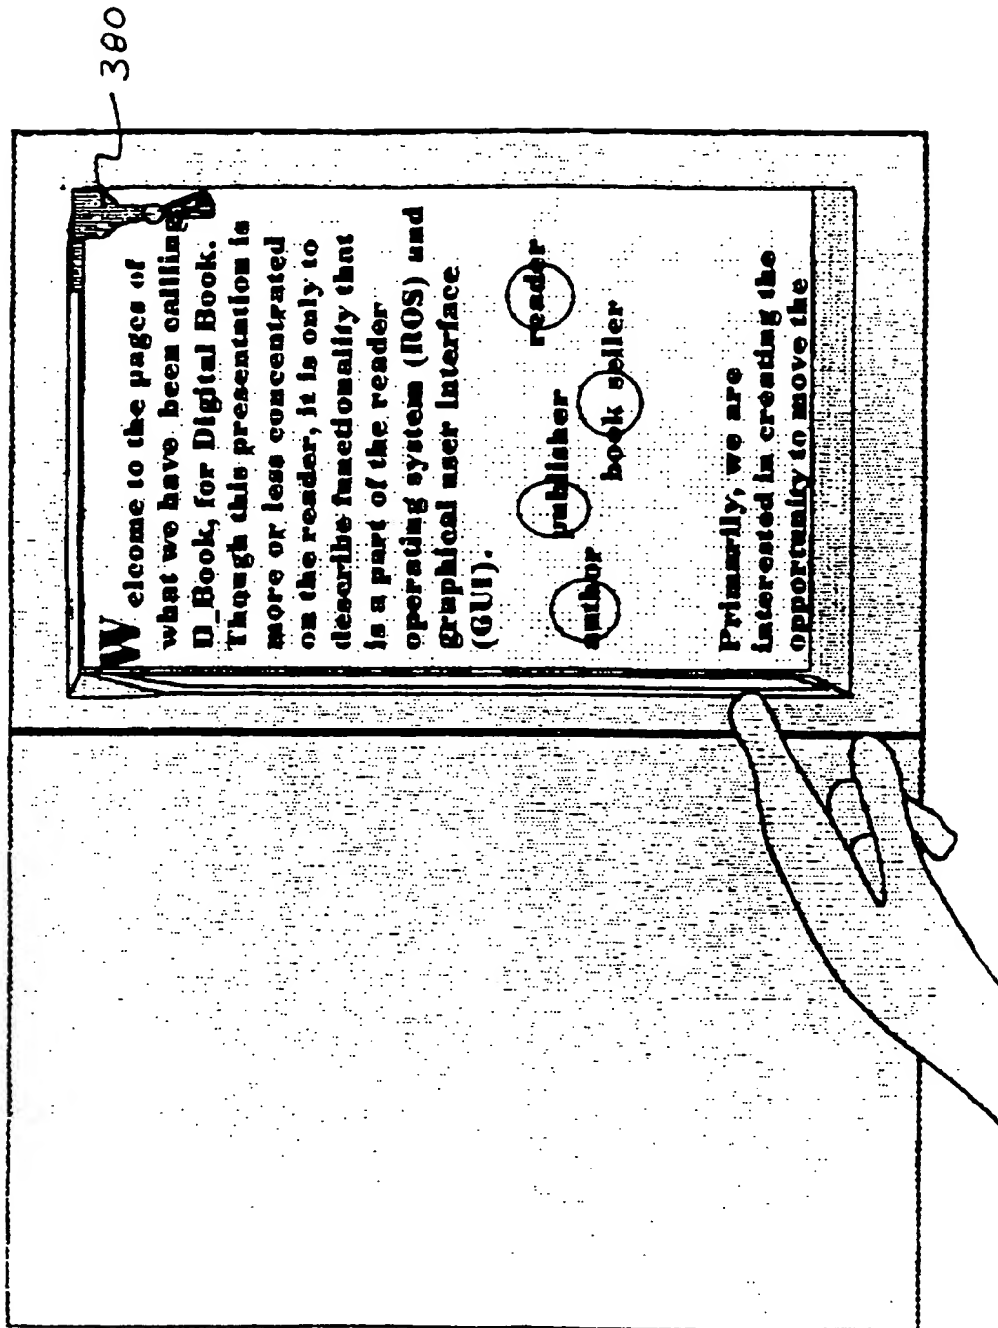 380
Welcome to the pages of
what we have been calling
D_Book, for Digital Book.
Though this presentation is
more or less concentrated
on the reader, it is only to
describe functionality that
is a part of the reader
operating system (ROS) and
graphical user interface
(GUI).
author
publisher
book seller
reader
Primarily, we are
interested in creating the
opportunity to move the